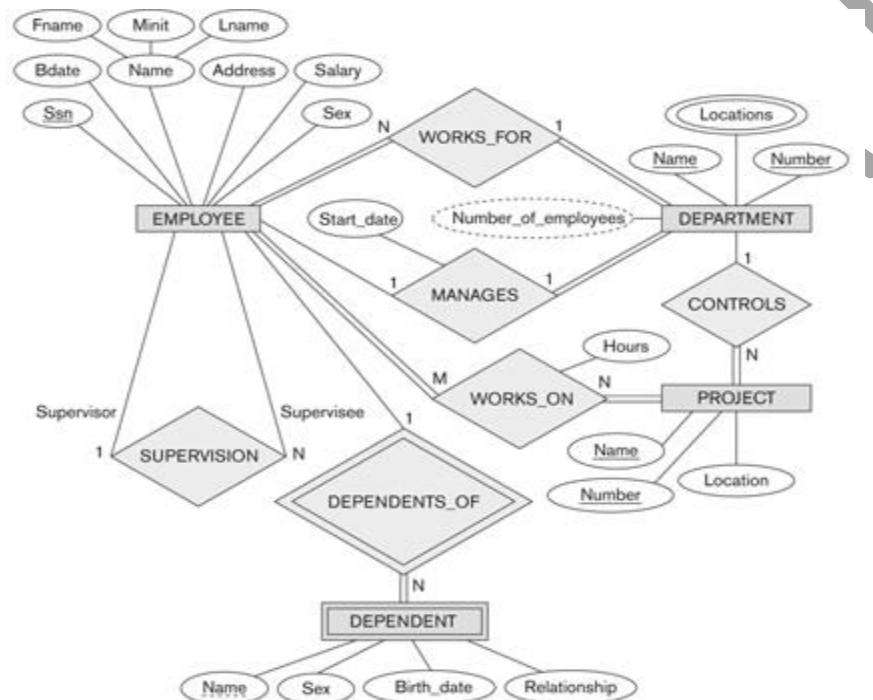 Fname Minit Lname
Bdate Name Address Salary
Ssn Sex
N WORKS_FOR 1
Locations
Name Number
EMPLOYEE Start_date Number_of_employees DEPARTMENT
1 MANAGES 1
1
CONTROLS
N
Hours
M WORKS_ON N PROJECT
Supervisor Supervisee
1 SUPERVISION N
1
Name
Number Location
DEPENDENTS_OF
N
DEPENDENT
Name Sex Birth_date Relationship